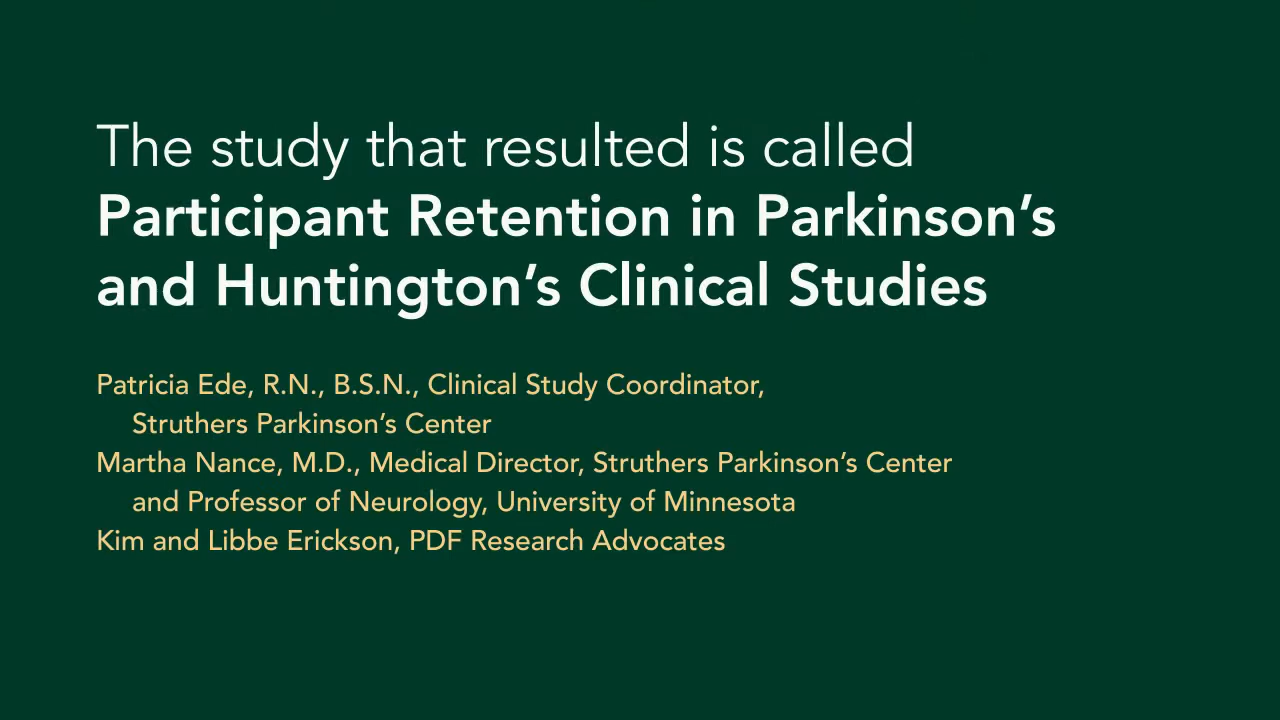 The study that resulted is called
Participant Retention in Parkinson’s
and Huntington’s Clinical Studies
Patricia Ede, R.N., B.S.N., Clinical Study Coordinator,
Struthers Parkinson’s Center
Martha Nance, M.D., Medical Director, Struthers Parkinson’s Center
and Professor of Neurology, University of Minnesota
Kim and Libbe Erickson, PDF Research Advocates